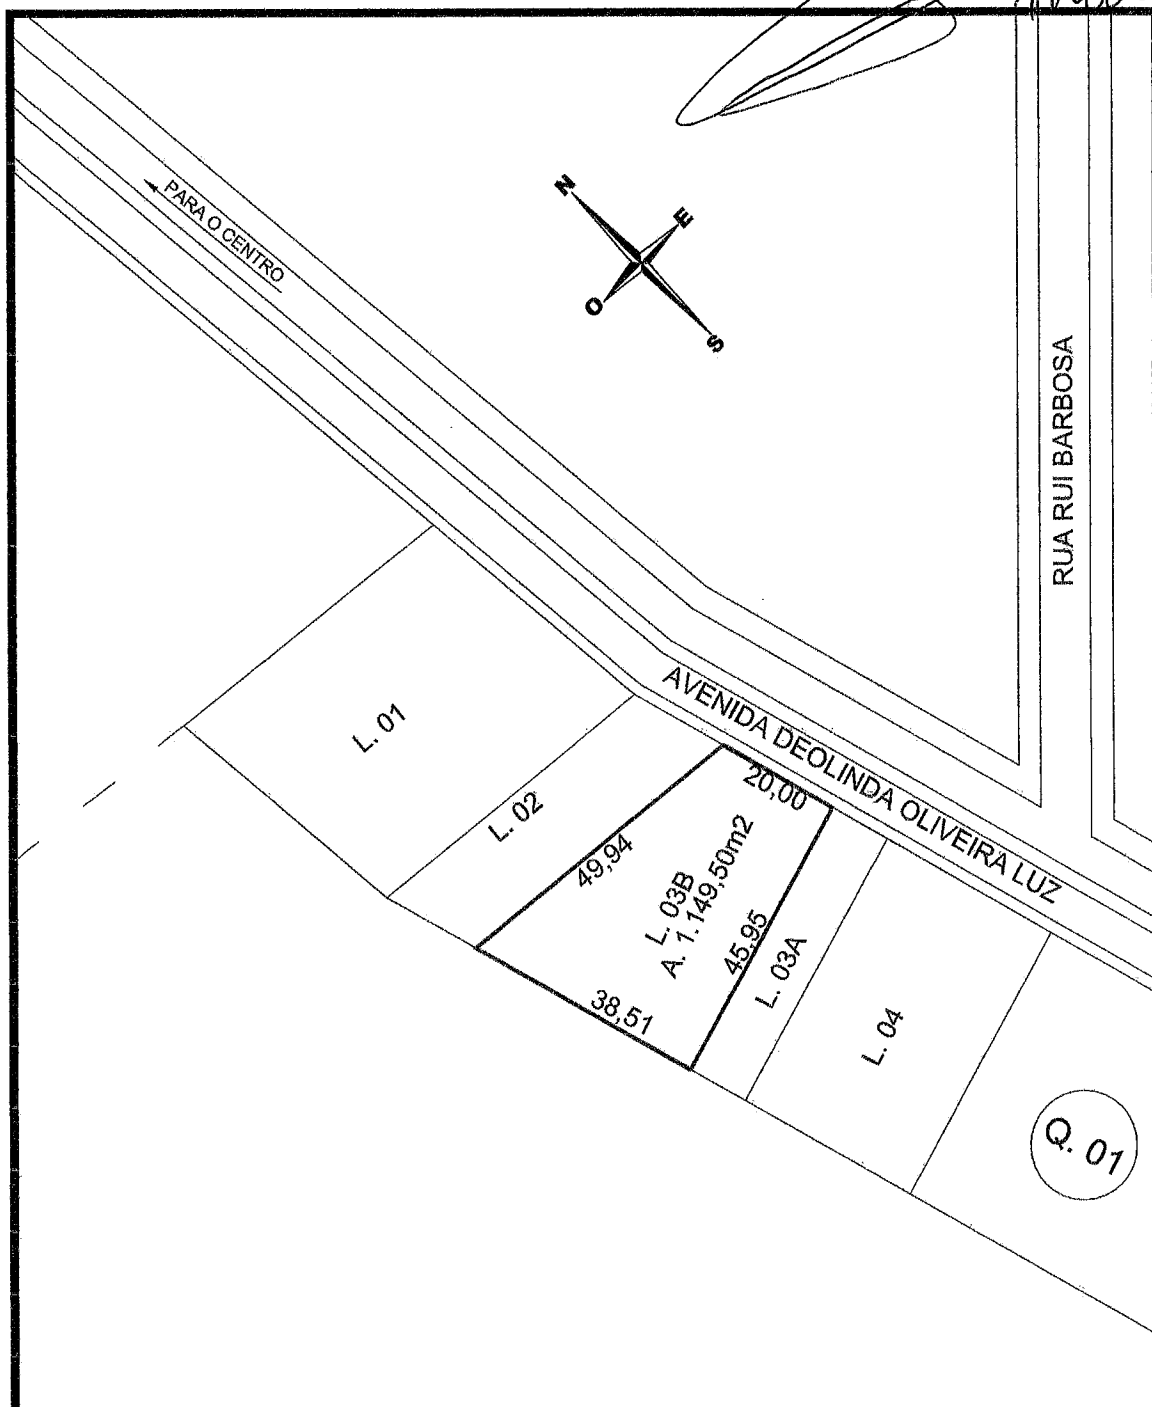 PARA O CENTRO
N
E
O
S
RUA RUI BARBOSA
AVENIDA DEOLINDA OLIVEIRA LUZ
L. 01
L. 02
20,00
49,94
L. 03B
A. 1.149,50m2
45,95
L. 03A
38,51
L. 04
Q. 01